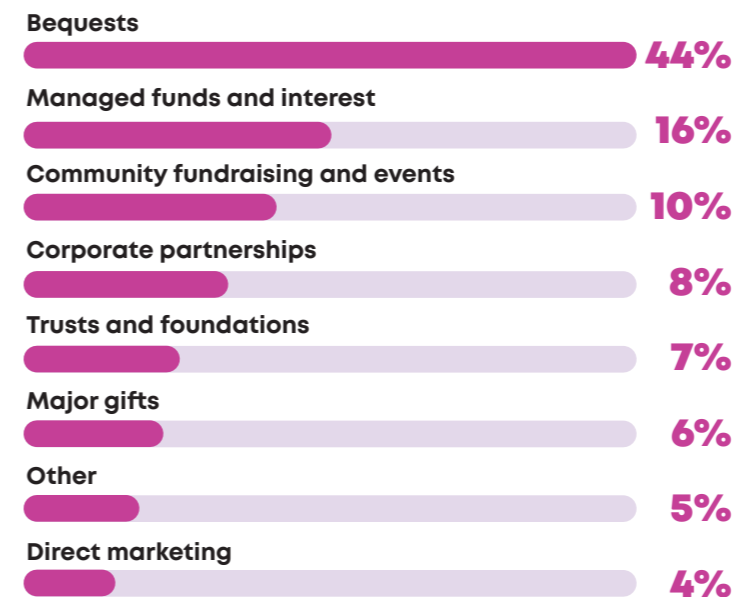 Bequests
44%
Managed funds and interest
16%
Community fundraising and events
10%
Corporate partnerships
8%
Trusts and foundations
7%
Major gifts
6%
Other
5%
Direct marketing
4%